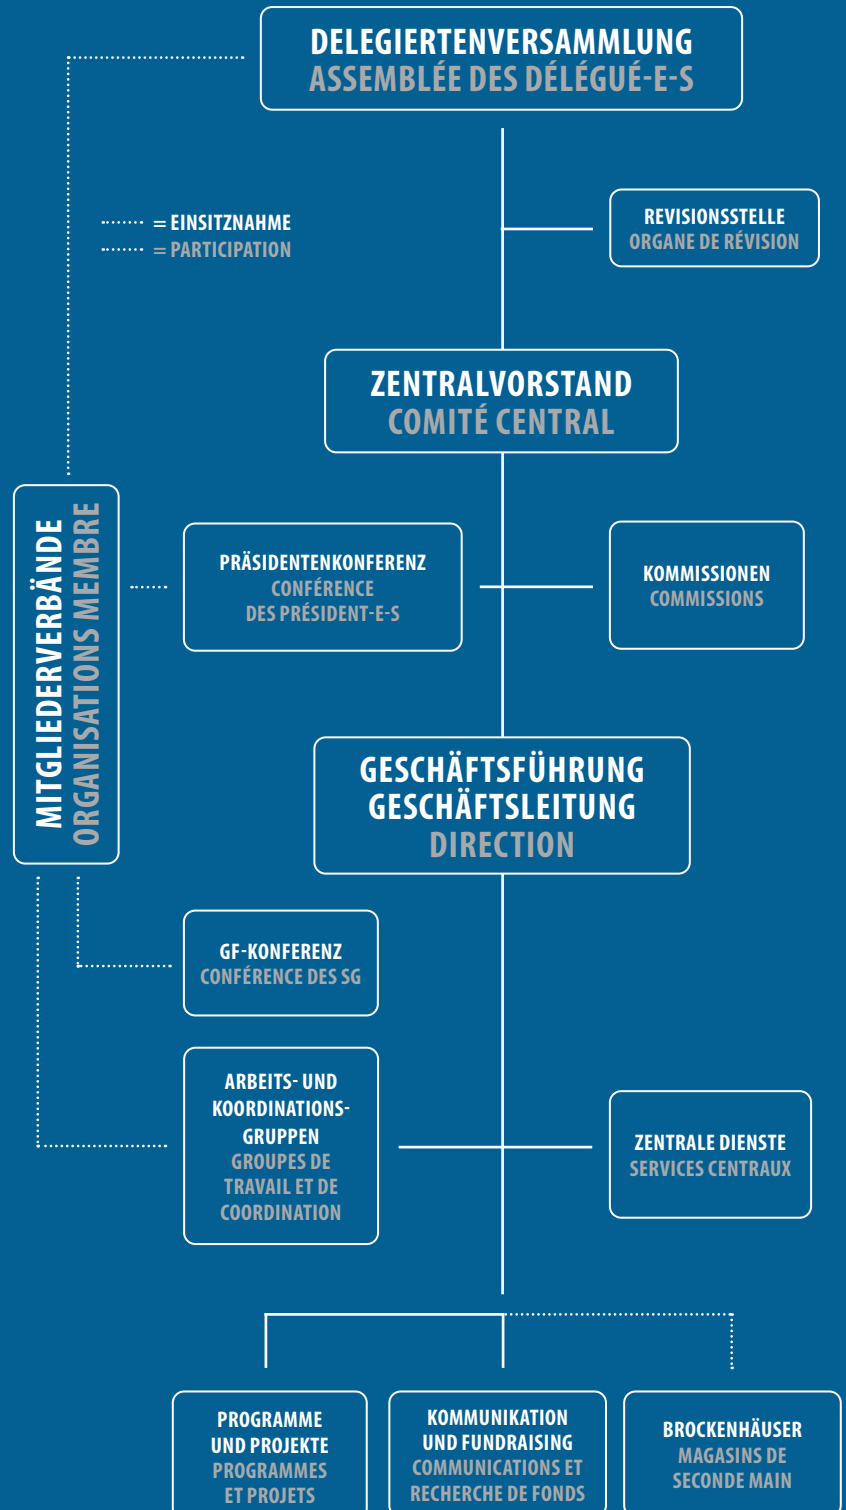 DELEGIERTENVERSAMMLUNG
ASSEMBLÉE DES DÉLÉGUÉ-E-S
= EINSITZNAHME
= PARTICIPATION
REVISIONSSTELLE
ORGANE DE RÉVISION
ZENTRALVORSTAND
COMITÉ CENTRAL
MITGLIEDERVERBÄNDE
ORGANISATIONS MEMBRE
PRÄSIDENTENKONFERENZ
CONFÉRENCE
DES PRÉSIDENT-E-S
KOMMISSIONEN
COMMISSIONS
GESCHÄFTSFÜHRUNG
GESCHÄFTSLEITUNG
DIRECTION
GF-KONFERENZ
CONFÉRENCE DES SG
ARBEITS- UND
KOORDINATIONS-
GRUPPEN
GROUPES DE
TRAVAIL ET DE
COORDINATION
ZENTRALE DIENSTE
SERVICES CENTRAUX
PROGRAMME
UND PROJEKTE
PROGRAMMES
ET PROJETS
KOMMUNIKATION
UND FUNDRAISING
COMMUNICATIONS ET
RECHERCHE DE FONDS
BROCKENHÄUSER
MAGASINS DE
SECONDE MAIN